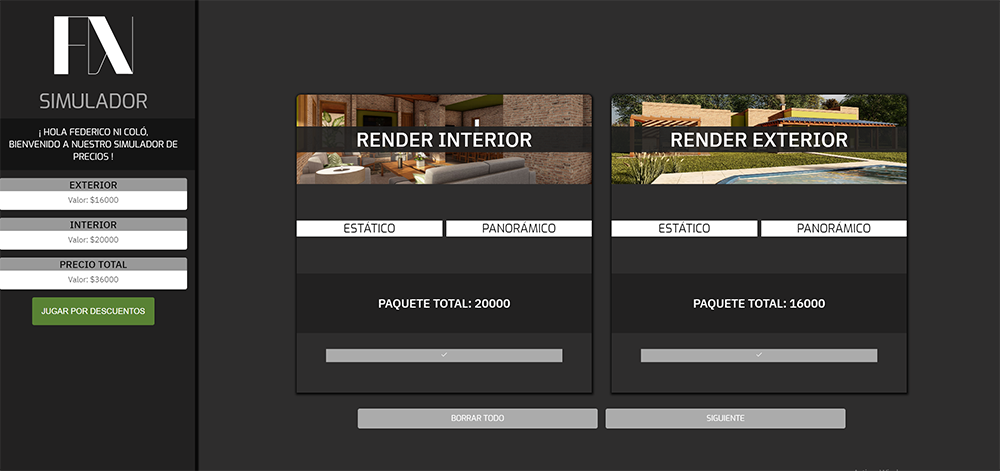 FN
SIMULADOR
¡ HOLA FEDERICO NI COLÓ,
BIENVENIDO A NUESTRO SIMULADOR DE
PRECIOS !
EXTERIOR
Valor: $16000
INTERIOR
Valor: $20000
PRECIO TOTAL
Valor: $36000
JUGAR POR DESCUENTOS
RENDER INTERIOR
ESTÁTICO
PANORÁMICO
PAQUETE TOTAL: 20000
RENDER EXTERIOR
ESTÁTICO
PANORÁMICO
PAQUETE TOTAL: 16000
BORRAR TODO
SIGUIENTE